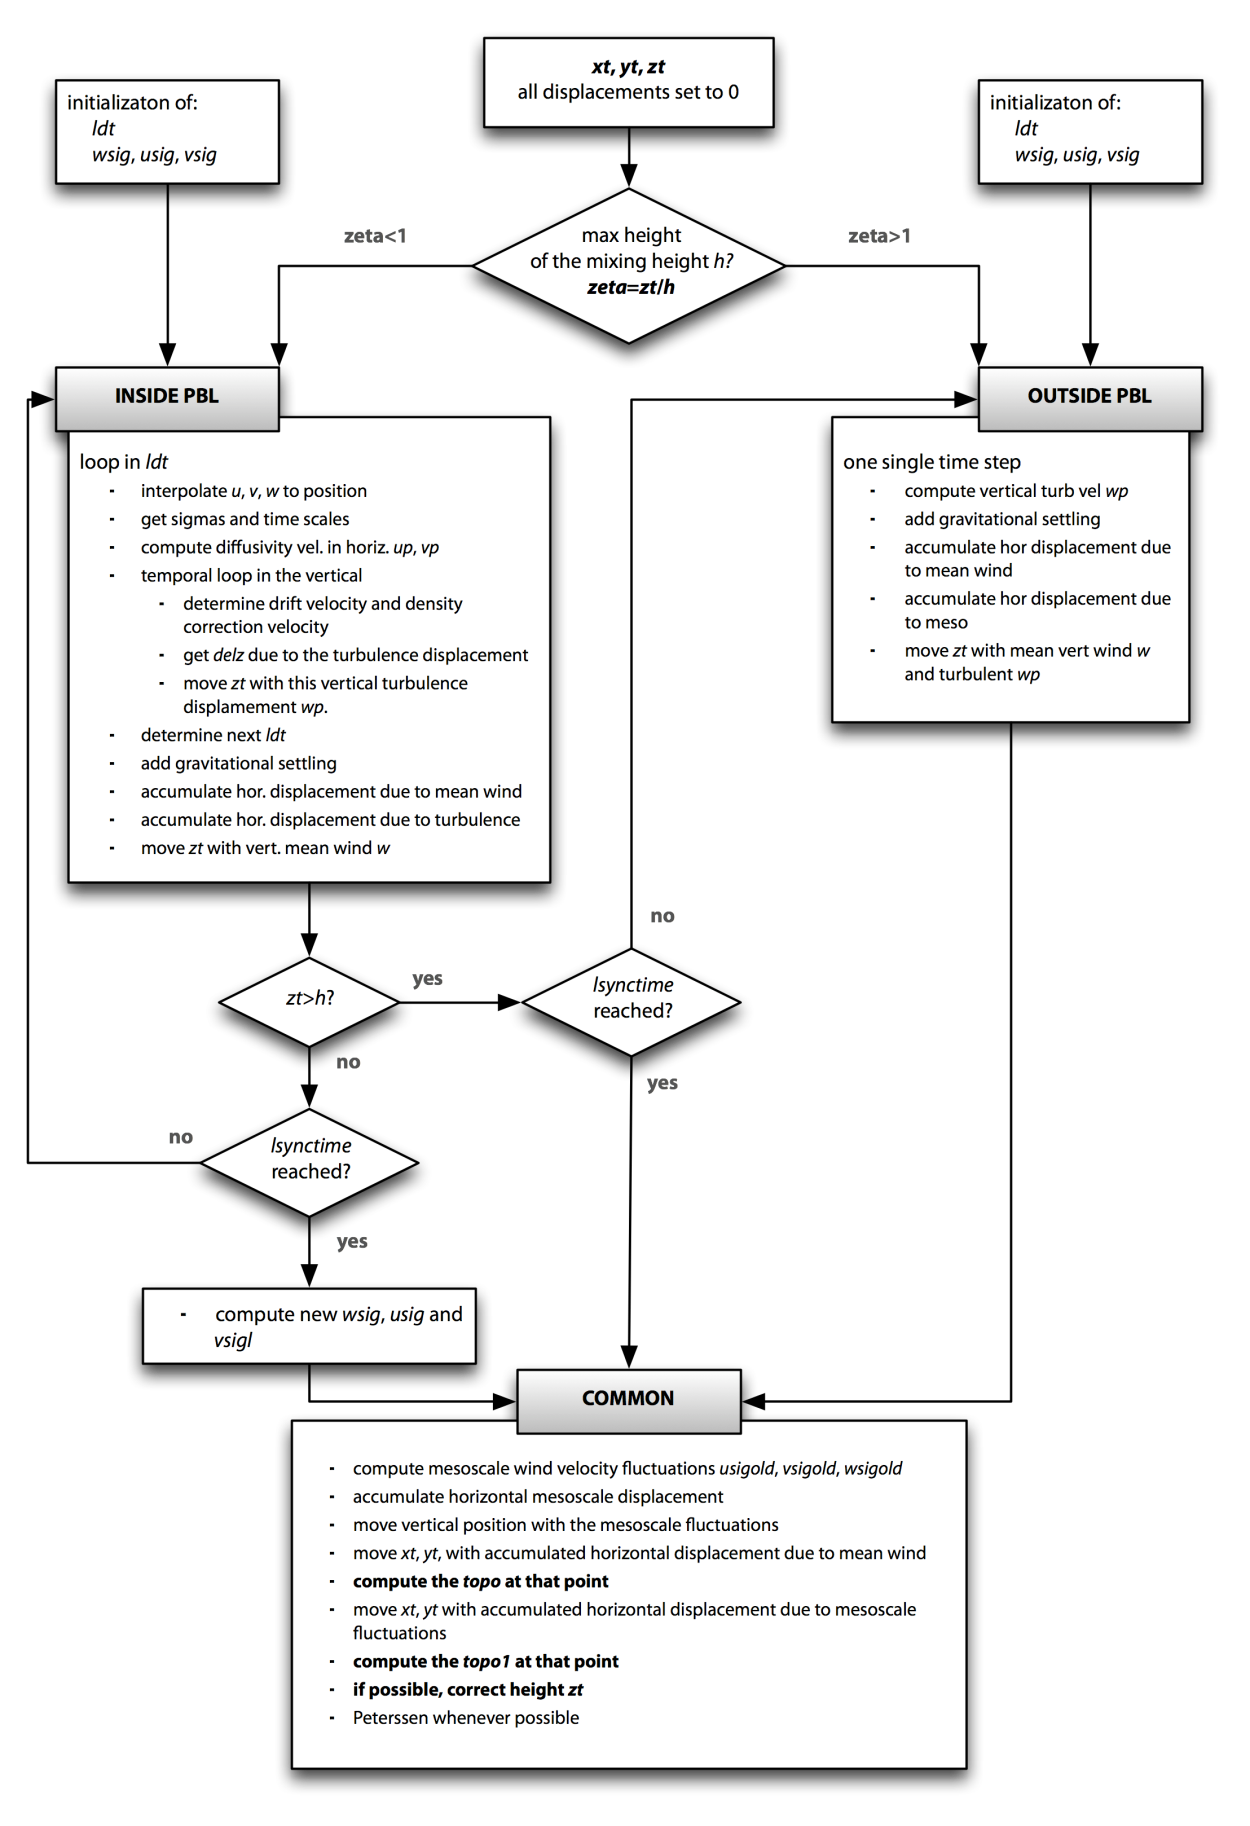 xt, yt, zt
all displacements set to 0
initializaton of:
ldt
wsig, usig, vsig
initializaton of:
ldt
wsig, usig, vsig
zeta<1
max height
of the mixing height h?
zeta=zt/h
zeta>1
INSIDE PBL
OUTSIDE PBL
loop in ldt
- interpolate u, v, w to position
- get sigmas and time scales
- compute diffusivity vel. in horiz. up, vp
- temporal loop in the vertical
- determine drift velocity and density
correction velocity
- get delz due to the turbulence displacement
- move zt with this vertical turbulence
displamement wp.
- determine next ldt
- add gravitational settling
- accumulate hor. displacement due to mean wind
- accumulate hor. displacement due to turbulence
- move zt with vert. mean wind w
one single time step
- compute vertical turb vel wp
- add gravitational settling
- accumulate hor displacement due
to mean wind
- accumulate hor displacement due
to meso
- move zt with mean vert wind w
and turbulent wp
zt>h?
yes
no
lsynctime
reached?
no
yes
lsynctime
reached?
no
yes
- compute new wsig, usig and
vsigl
COMMON
- compute mesoscale wind velocity fluctuations usigold, vsigold, wsigold
- accumulate horizontal mesoscale displacement
- move vertical position with the mesoscale fluctuations
- move xt, yt, with accumulated horizontal displacement due to mean wind
- compute the topo at that point
- move xt, yt with accumulated horizontal displacement due to mesoscale
fluctuations
- compute the topo1 at that point
- if possible, correct height zt
- Peterssen whenever possible